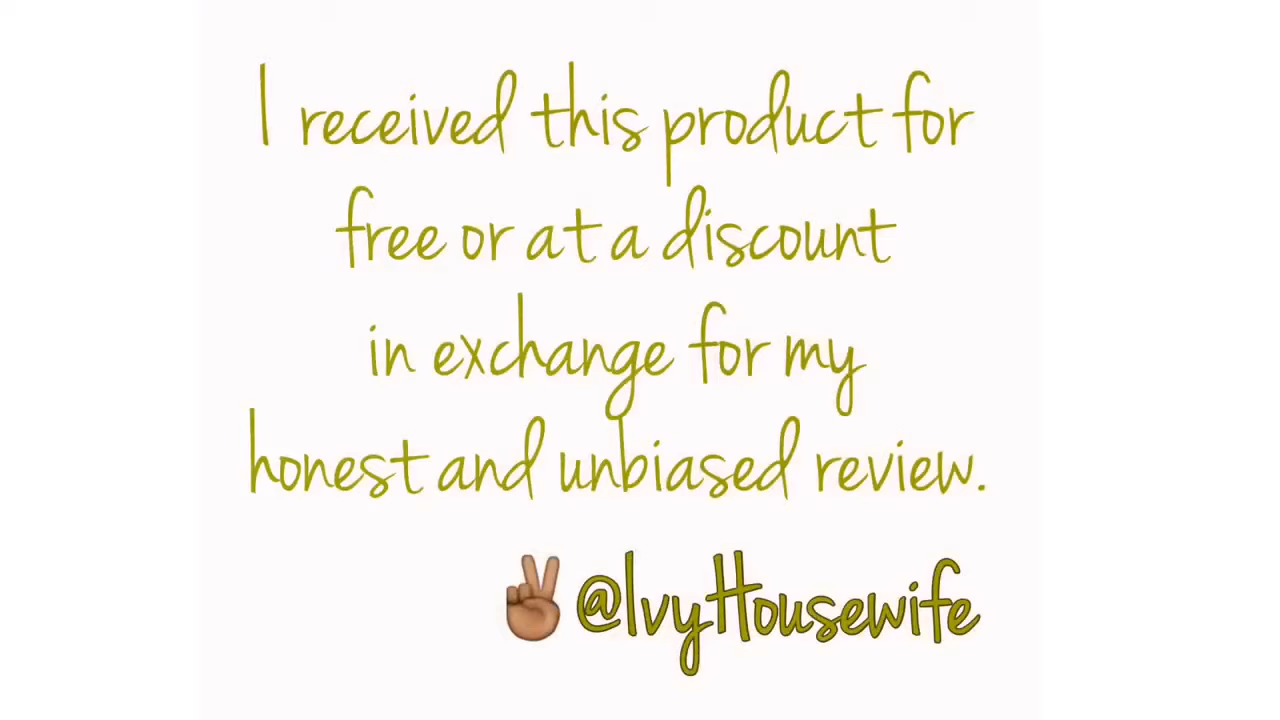 I received this product for
free or at a discount
in exchange for my
honest and unbiased review.
✌🏽@IvyHousewife